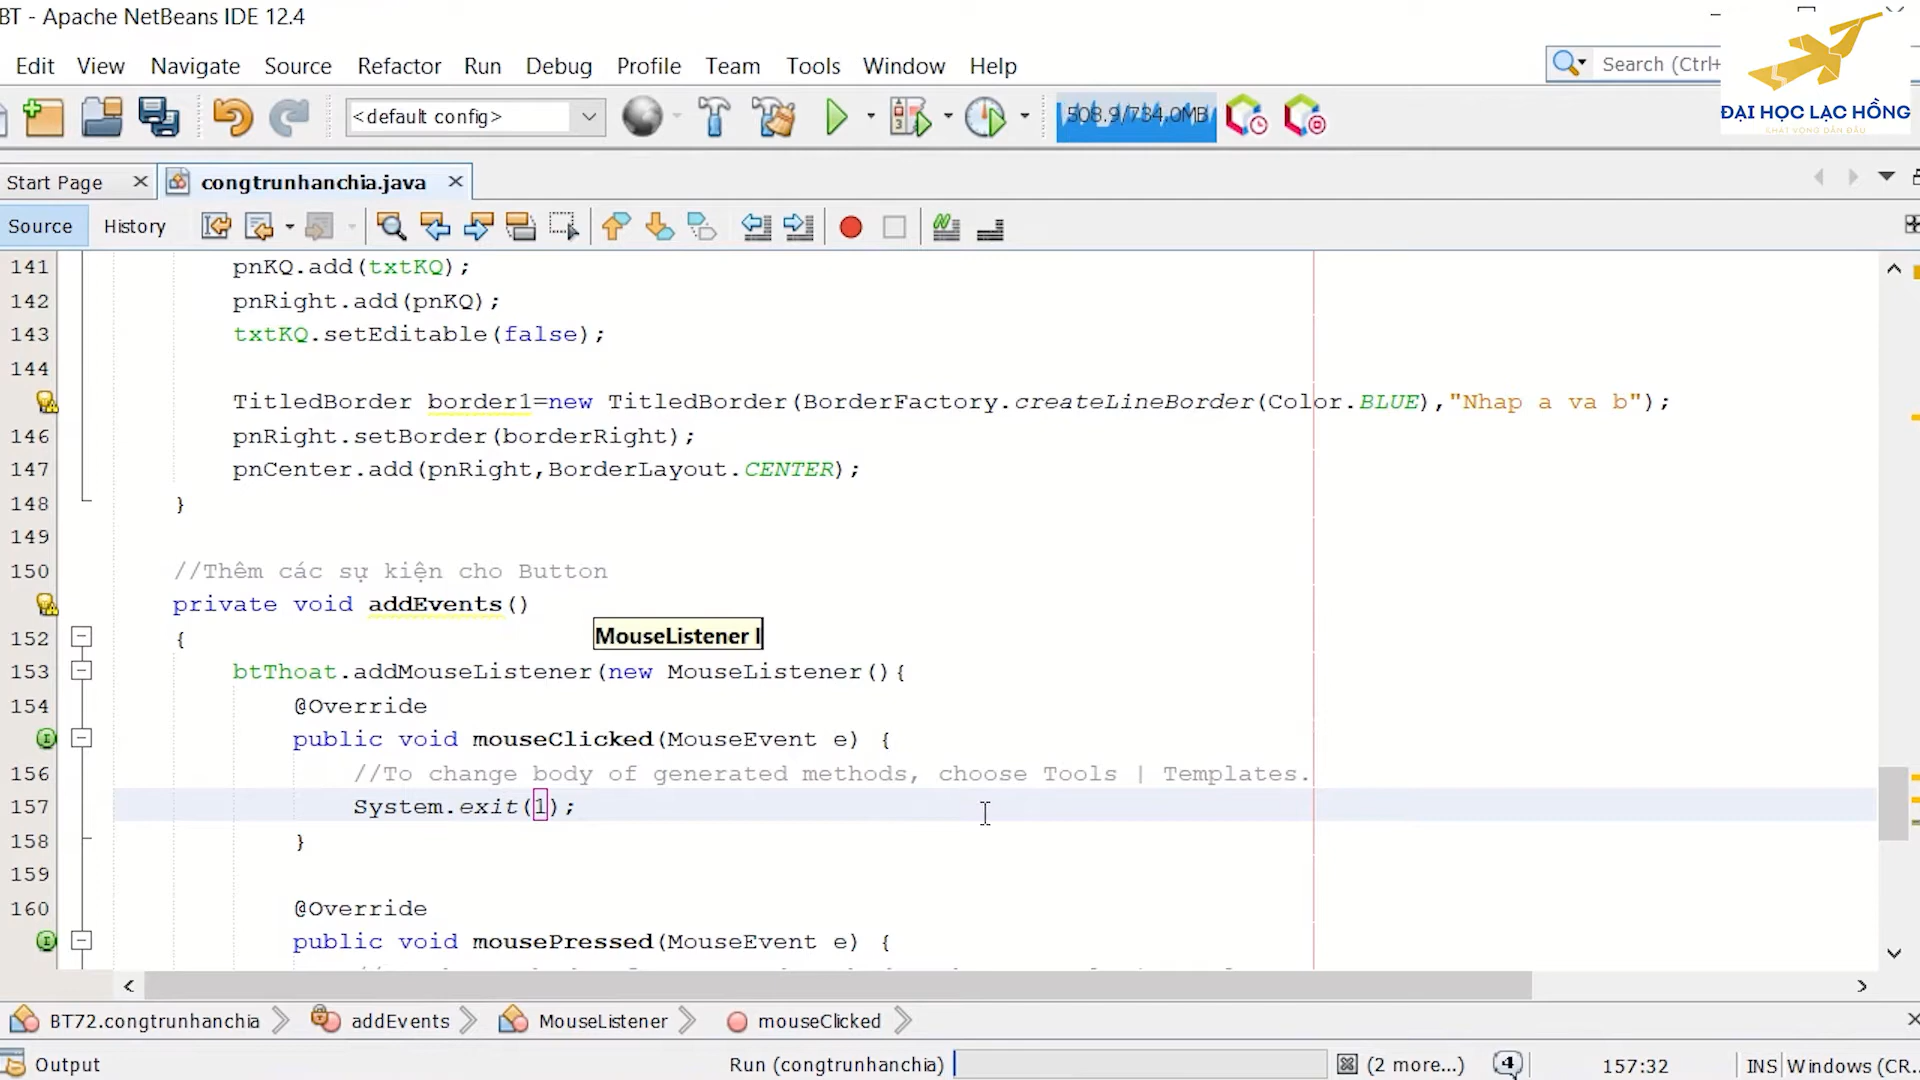 BT - Apache NetBeans IDE 12.4
Edit View Navigate Source Refactor Run Debug Profile Team Tools Window Help
Search (Ctrl+
ĐẠI HỌC LẠC HỒNG
KHÁT VỌNG DẪN ĐẦU
<default config>
508.9/734.0MB
Start Page
congtrunhanchia.java
Source History
141 pnKQ.add(txtKQ);
142 pnRight.add(pnKQ);
143 txtKQ.setEditable(false);
144
TitledBorder border1=new TitledBorder(BorderFactory.createLineBorder(Color.BLUE),"Nhap a va b");
146 pnRight.setBorder(borderRight);
147 pnCenter.add(pnRight,BorderLayout.CENTER);
148 }
149
150 //Thêm các sự kiện cho Button
private void addEvents()
MouseListener l
152 {
153 btThoat.addMouseListener(new MouseListener(){
154 @Override
public void mouseClicked(MouseEvent e) {
156 //To change body of generated methods, choose Tools | Templates.
157 System.exit(1);
158 }
159
160 @Override
public void mousePressed(MouseEvent e) {
BT72.congtrunhanchia addEvents MouseListener mouseClicked
Output
Run (congtrunhanchia)
(2 more...)
4
157:32
INS
Windows (CR...